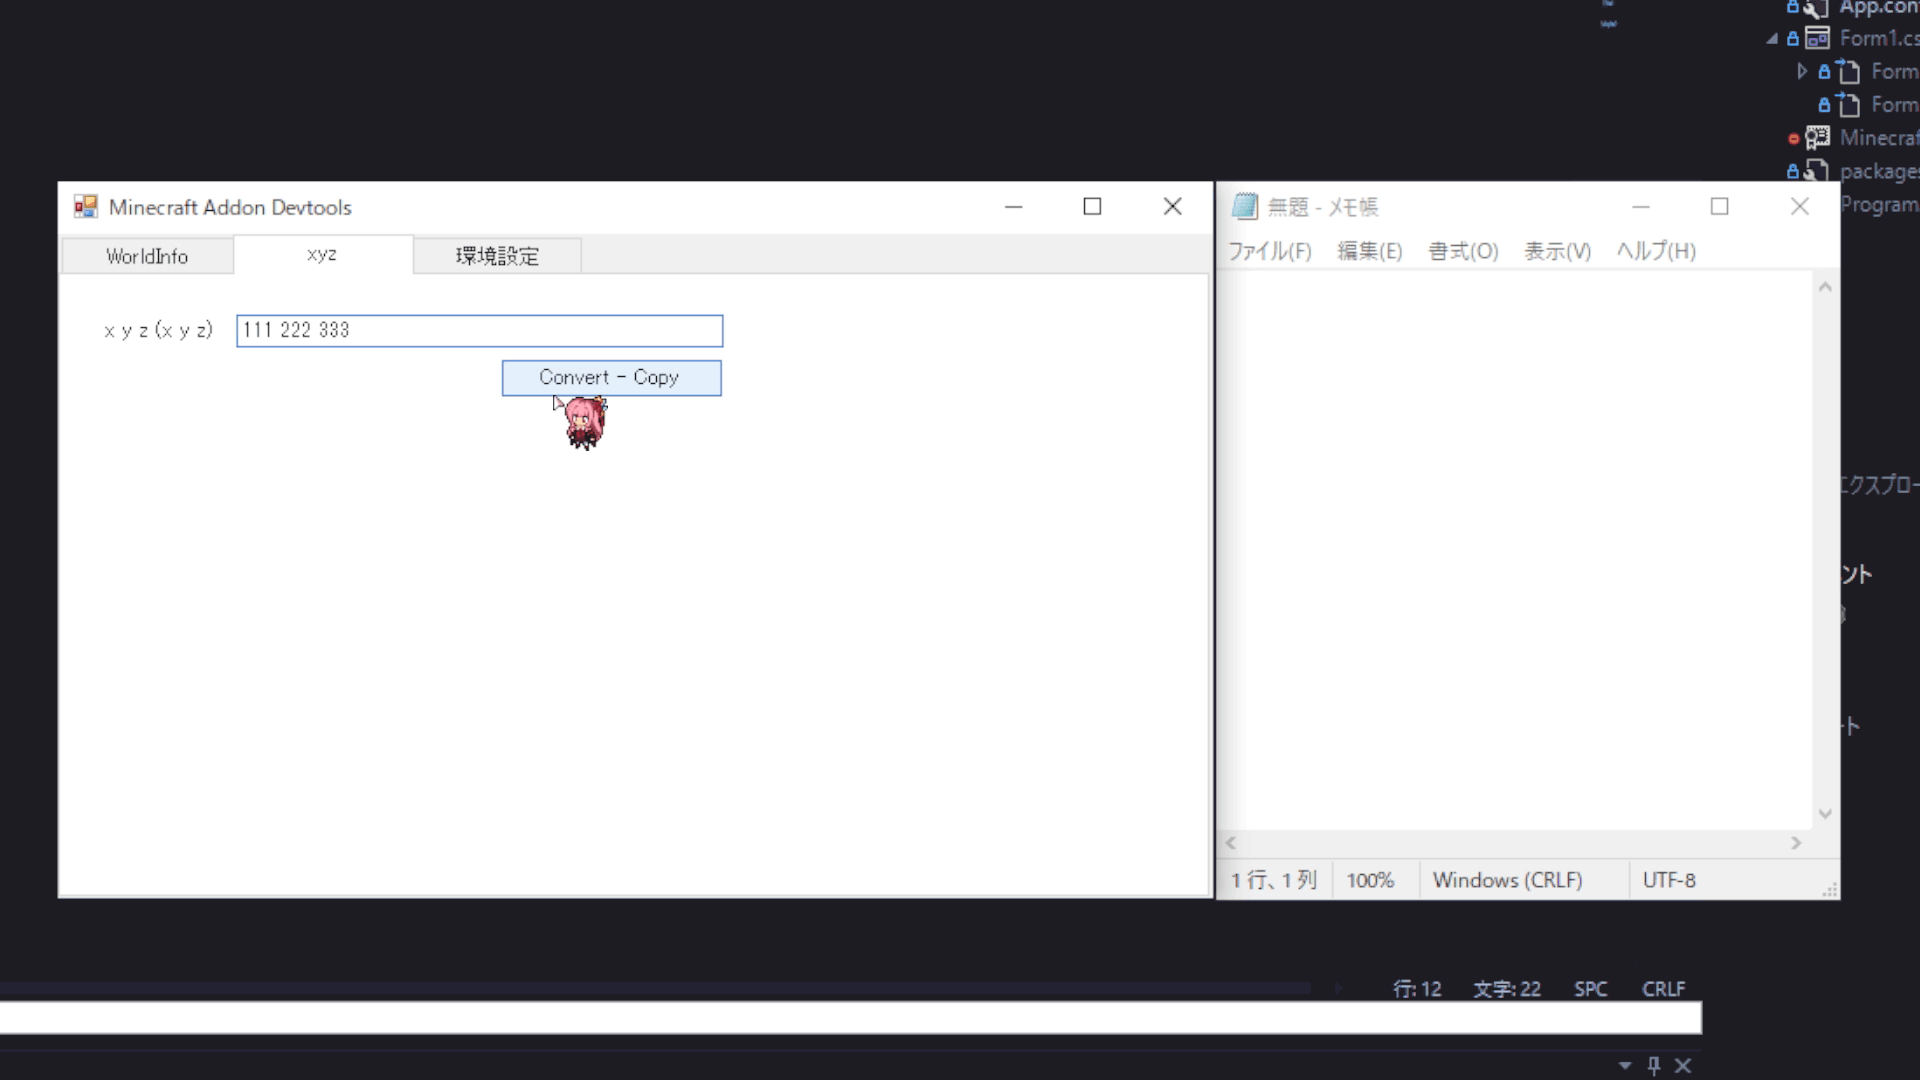 App.con
Form1.cs
Form
Form
Minecraf
packages
Program
Minecraft Addon Devtools
WorldInfo
xyz
環境設定
x y z (x y z)
111 222 333
Convert - Copy
無題 - メモ帳
ファイル(F)
編集(E)
書式(O)
表示(V)
ヘルプ(H)
エクスプロー
ント
ート
1 行、1 列
100%
Windows (CRLF)
UTF-8
行: 12
文字: 22
SPC
CRLF